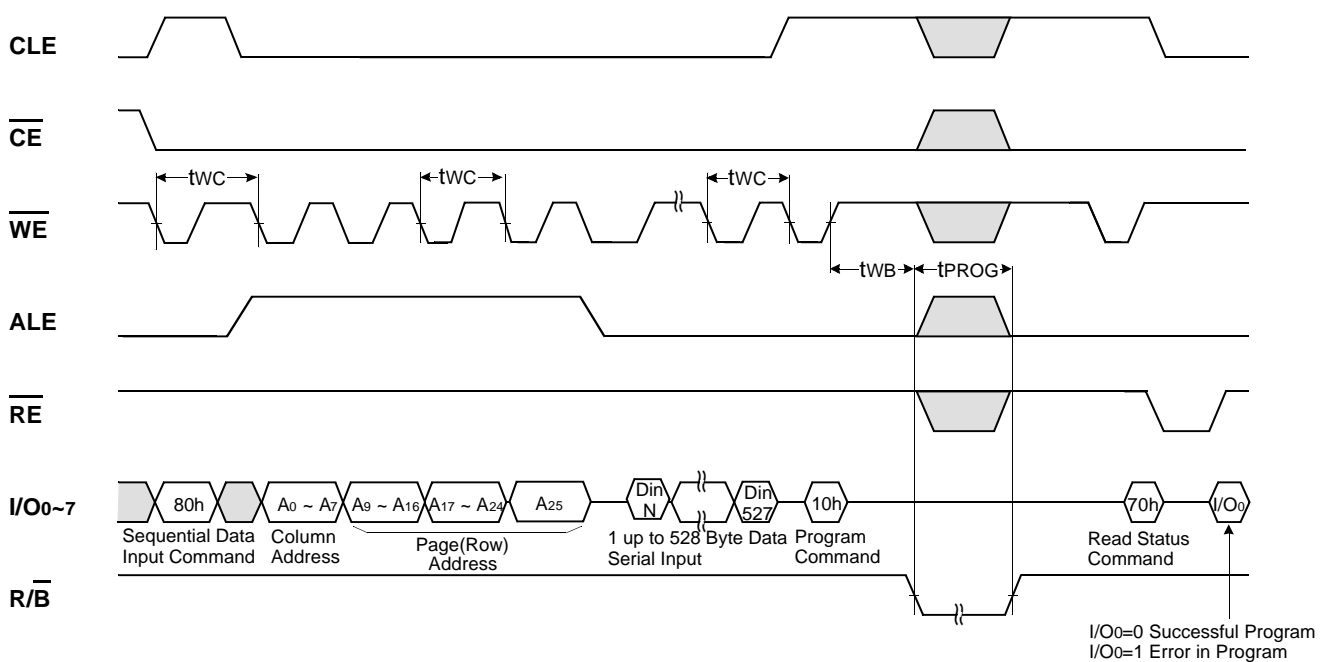 CLE
CE
tWC
tWC
tWC
WE
tWB
tPROG
ALE
RE
I/O0~7
80h
A0 ~ A7
A9 ~ A16
A17 ~ A24
A25
Din
N
Din
527
10h
70h
I/O0
Sequential Data
Input Command
Column
Address
Page(Row)
Address
1 up to 528 Byte Data
Serial Input
Program
Command
Read Status
Command
R/B
I/O0=0 Successful Program
I/O0=1 Error in Program